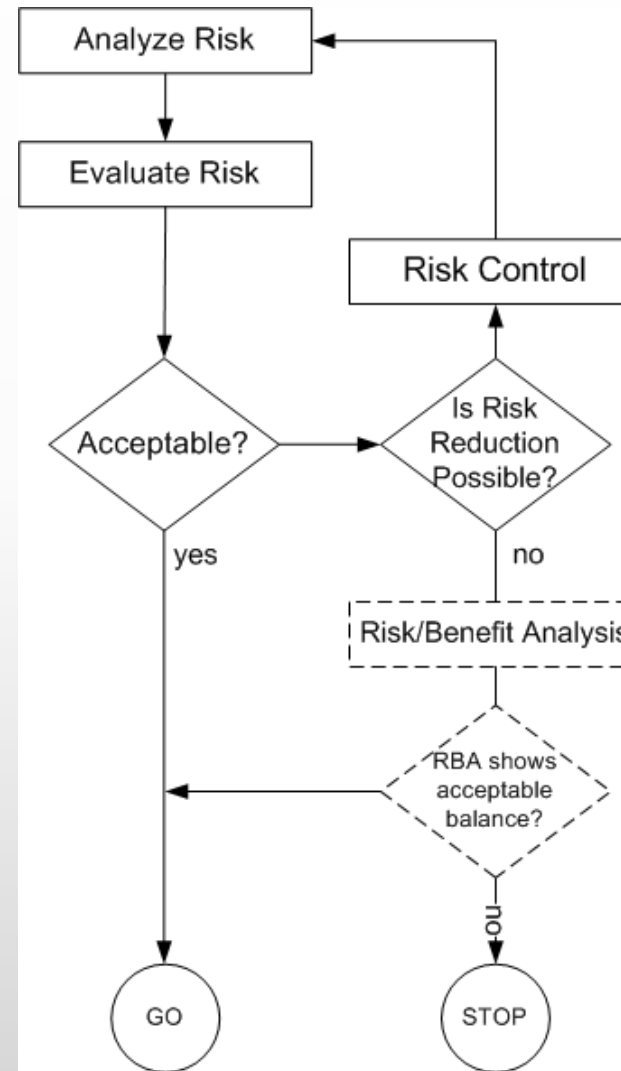 Analyze Risk
Evaluate Risk
Risk Control
Acceptable?
Is Risk
Reduction
Possible?
yes
no
Risk/Benefit Analysis
RBA shows
acceptable
balance?
no
GO
STOP